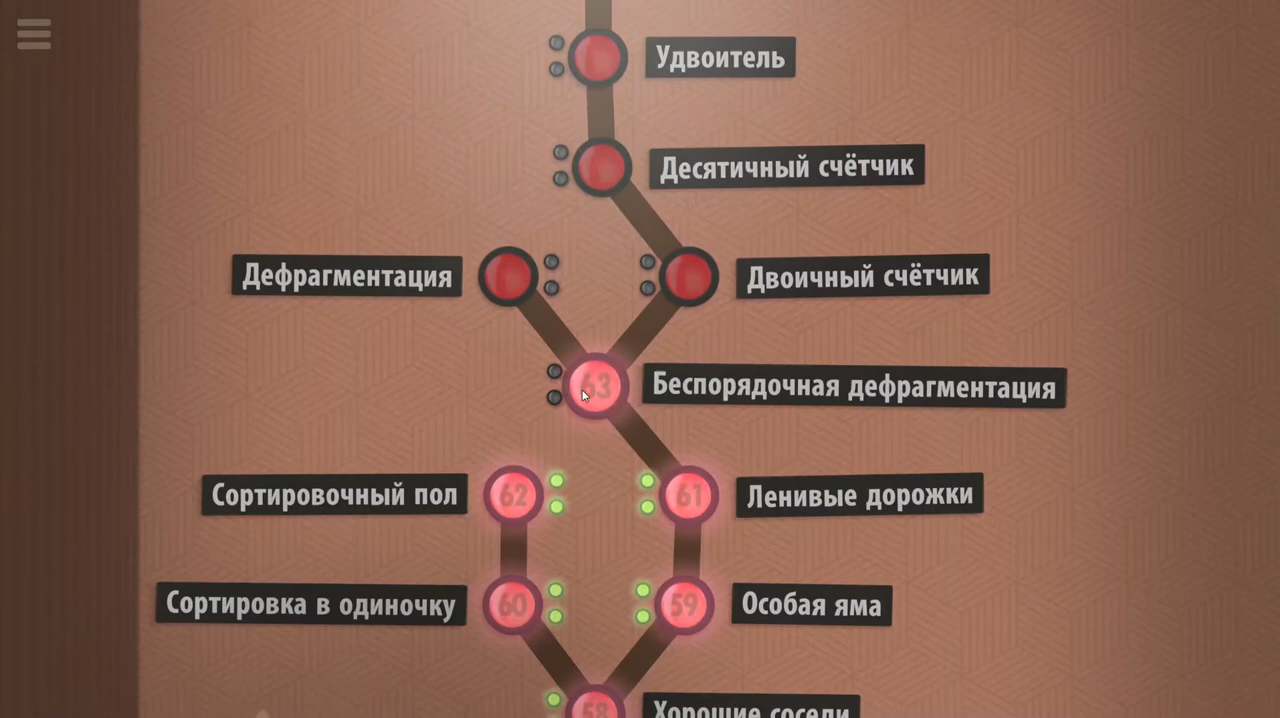 Удвоитель
Десятичный счётчик
Дефрагментация
Двоичный счётчик
63
Беспорядочная дефрагментация
Сортировочный пол
62
61
Ленивые дорожки
Сортировка в одиночку
60
59
Особая яма
58
Хорошие соседи